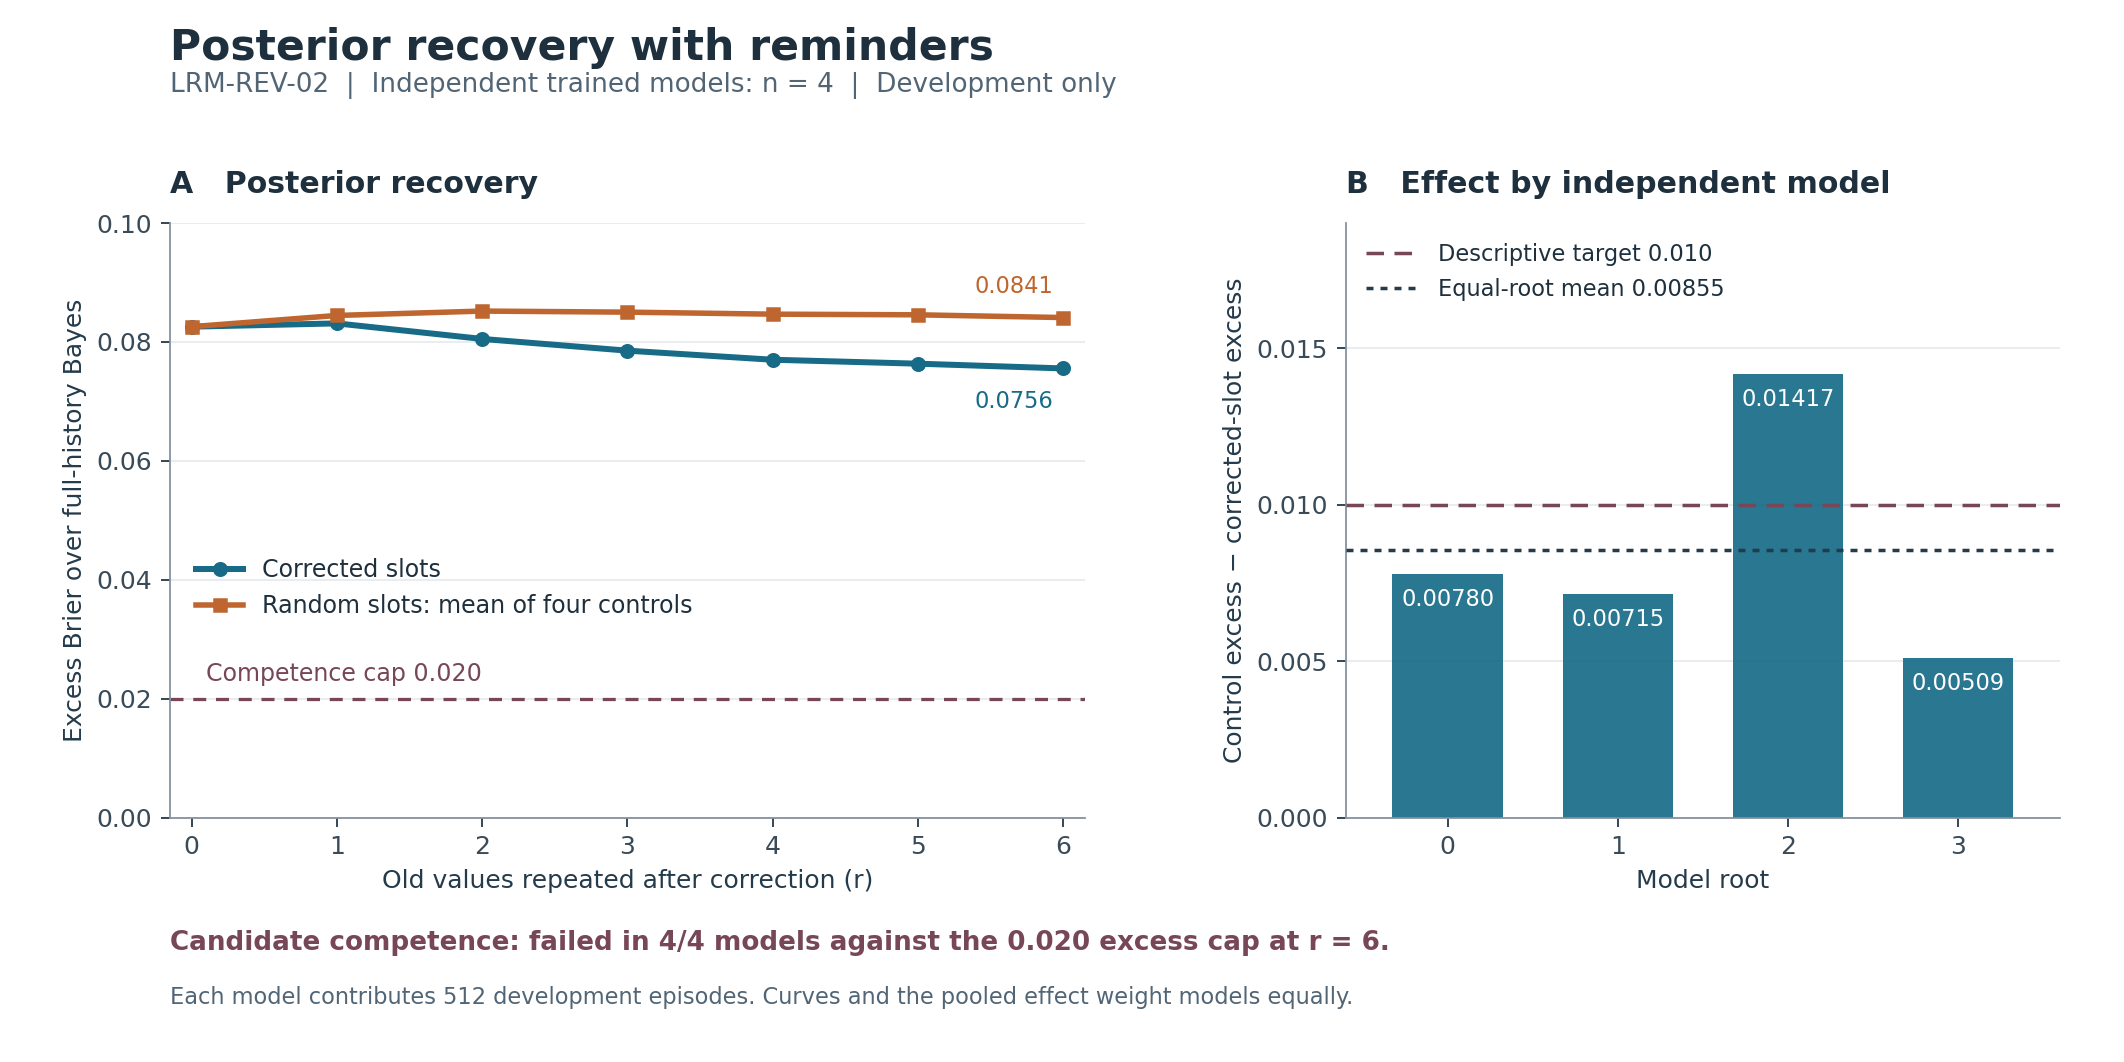 Posterior recovery with reminders
LRM-REV-02 | Independent trained models: n = 4 | Development only
A Posterior recovery
Excess Brier over full-history Bayes
0.10
0.08
0.06
0.04
0.02
0.00
0.0841
0.0756
Corrected slots
Random slots: mean of four controls
Competence cap 0.020
0 1 2 3 4 5 6
Old values repeated after correction (r)
B Effect by independent model
Control excess − corrected-slot excess
0.015
0.010
0.005
0.000
Descriptive target 0.010
Equal-root mean 0.00855
0.00780
0.00715
0.01417
0.00509
0 1 2 3
Model root
Candidate competence: failed in 4/4 models against the 0.020 excess cap at r = 6.
Each model contributes 512 development episodes. Curves and the pooled effect weight models equally.